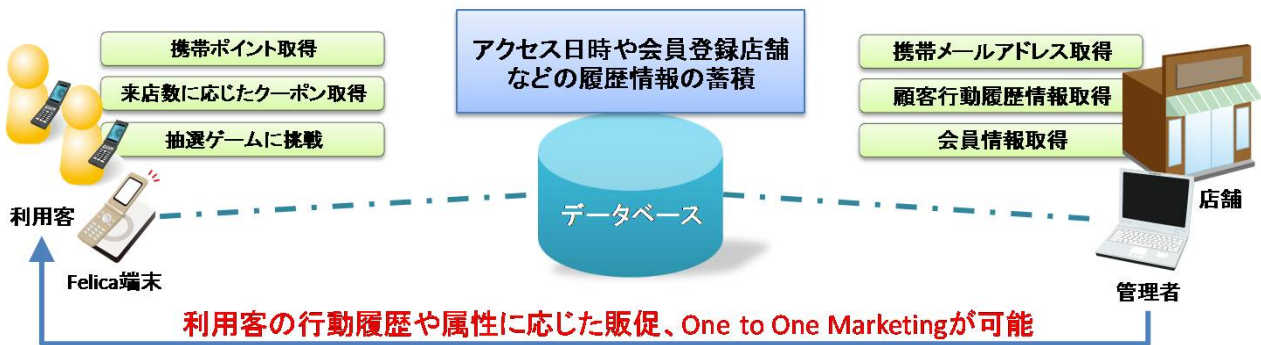 携帯ポイント取得
来店数に応じたクーポン取得
抽選ゲームに挑戦
利用客
Felica端末
アクセス日時や会員登録店舗
などの履歴情報の蓄積
データベース
携帯メールアドレス取得
顧客行動履歴情報取得
会員情報取得
店舗
管理者
利用客の行動履歴や属性に応じた販促、One to One Marketingが可能